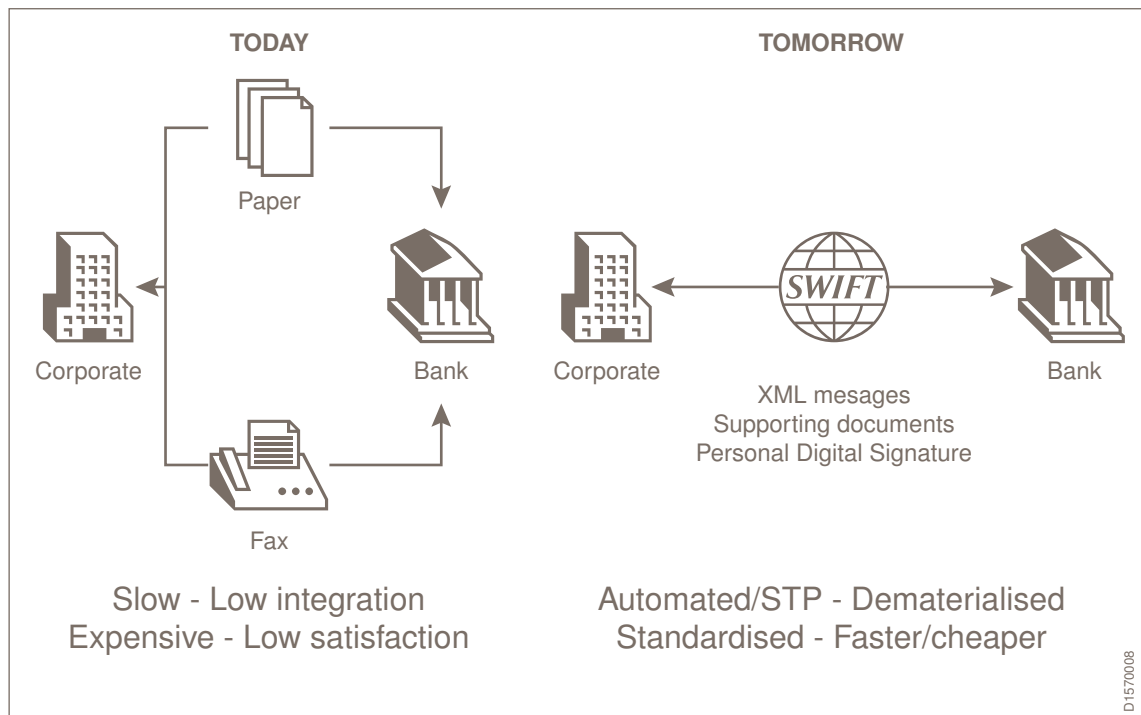 TODAY
Paper
Corporate
Bank
Fax
Slow - Low integration
Expensive - Low satisfaction
TOMORROW
SWIFT
Corporate
Bank
XML mesages
Supporting documents
Personal Digital Signature
Automated/STP - Dematerialised
Standardised - Faster/cheaper
D1570008